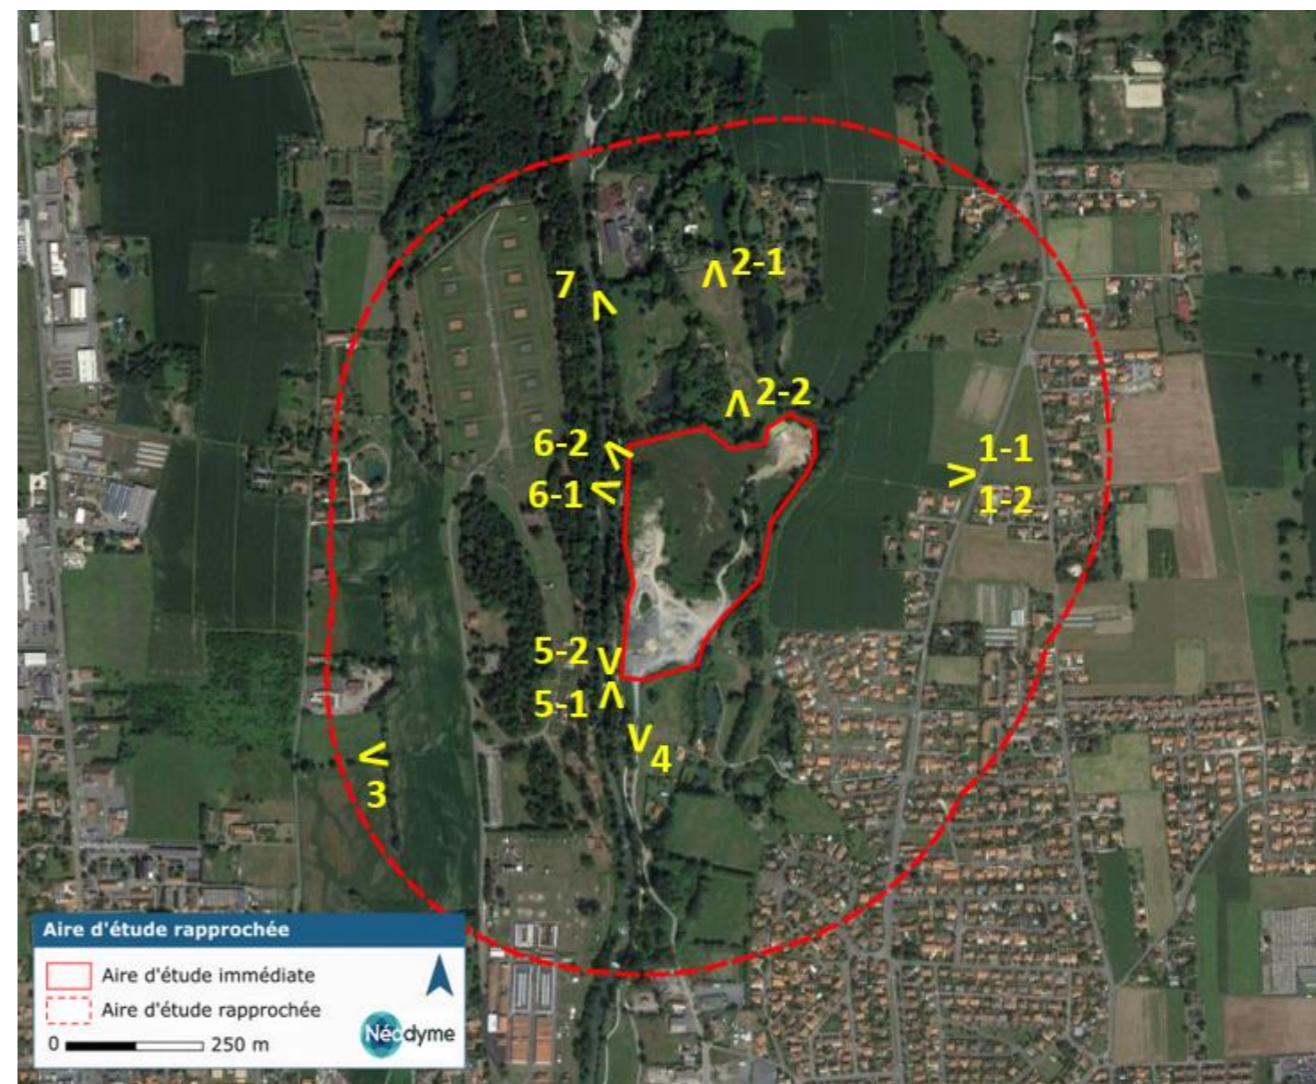 2-1
7
2-2
6-2
1-1
6-1
1-2
5-2
5-1
4
3
Aire d'étude rapprochée
Aire d'étude immédiate
Aire d'étude rapprochée
Néodyme
0 250 m